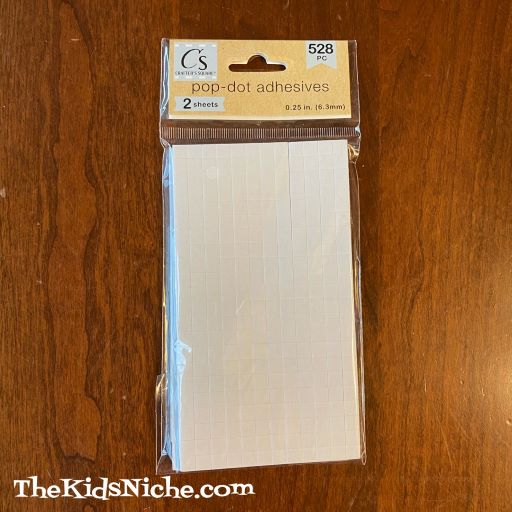 Cs
CRAFTER'S SQUARE
528
PC
pop-dot adhesives
2 sheets
0.25 in. (6.3mm)
TheKidsNiche.com